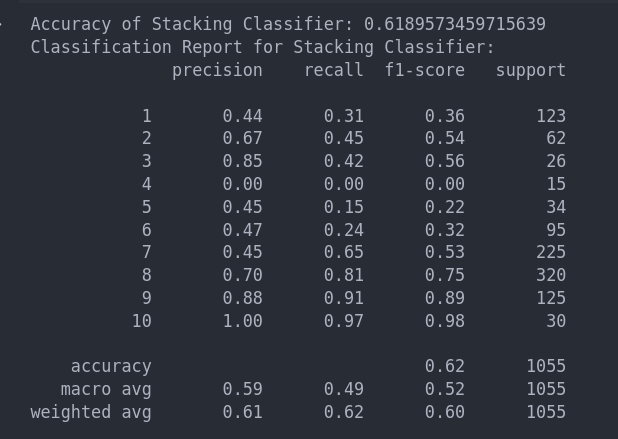 Accuracy of Stacking Classifier: 0.6189573459715639
Classification Report for Stacking Classifier:
precision recall f1-score support
1 0.44 0.31 0.36 123
2 0.67 0.45 0.54 62
3 0.85 0.42 0.56 26
4 0.00 0.00 0.00 15
5 0.45 0.15 0.22 34
6 0.47 0.24 0.32 95
7 0.45 0.65 0.53 225
8 0.70 0.81 0.75 320
9 0.88 0.91 0.89 125
10 1.00 0.97 0.98 30
accuracy 0.62 1055
macro avg 0.59 0.49 0.52 1055
weighted avg 0.61 0.62 0.60 1055